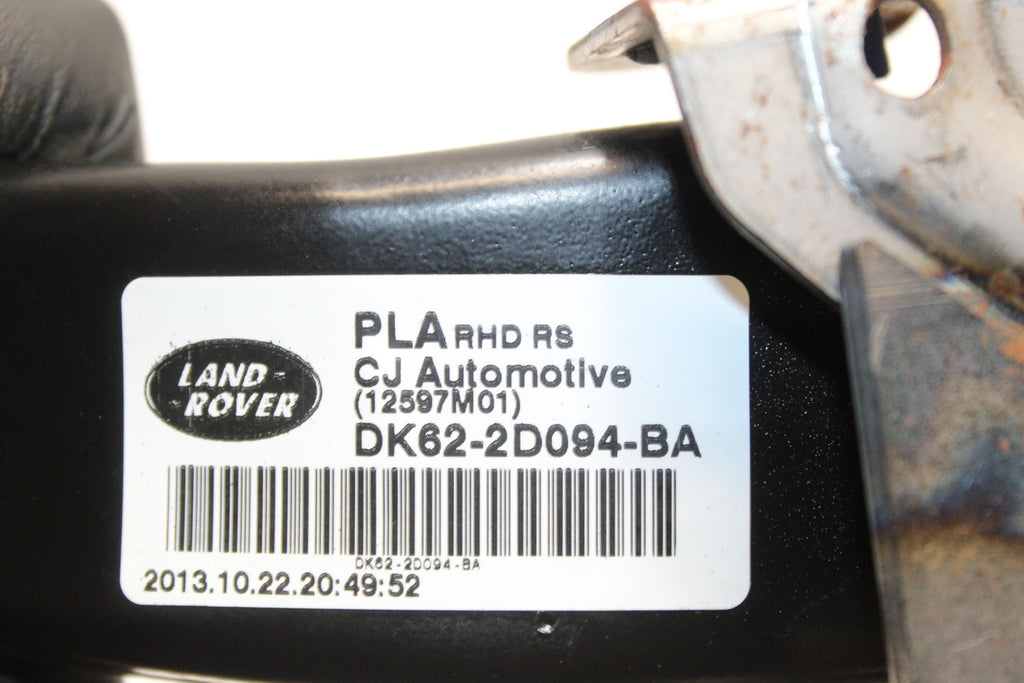 LAND-
-ROVER
PLA RHD RS
CJ Automotive
(12597M01)
DK62-2D094-BA
DK62-2D094-BA
2013.10.22.20:49:52